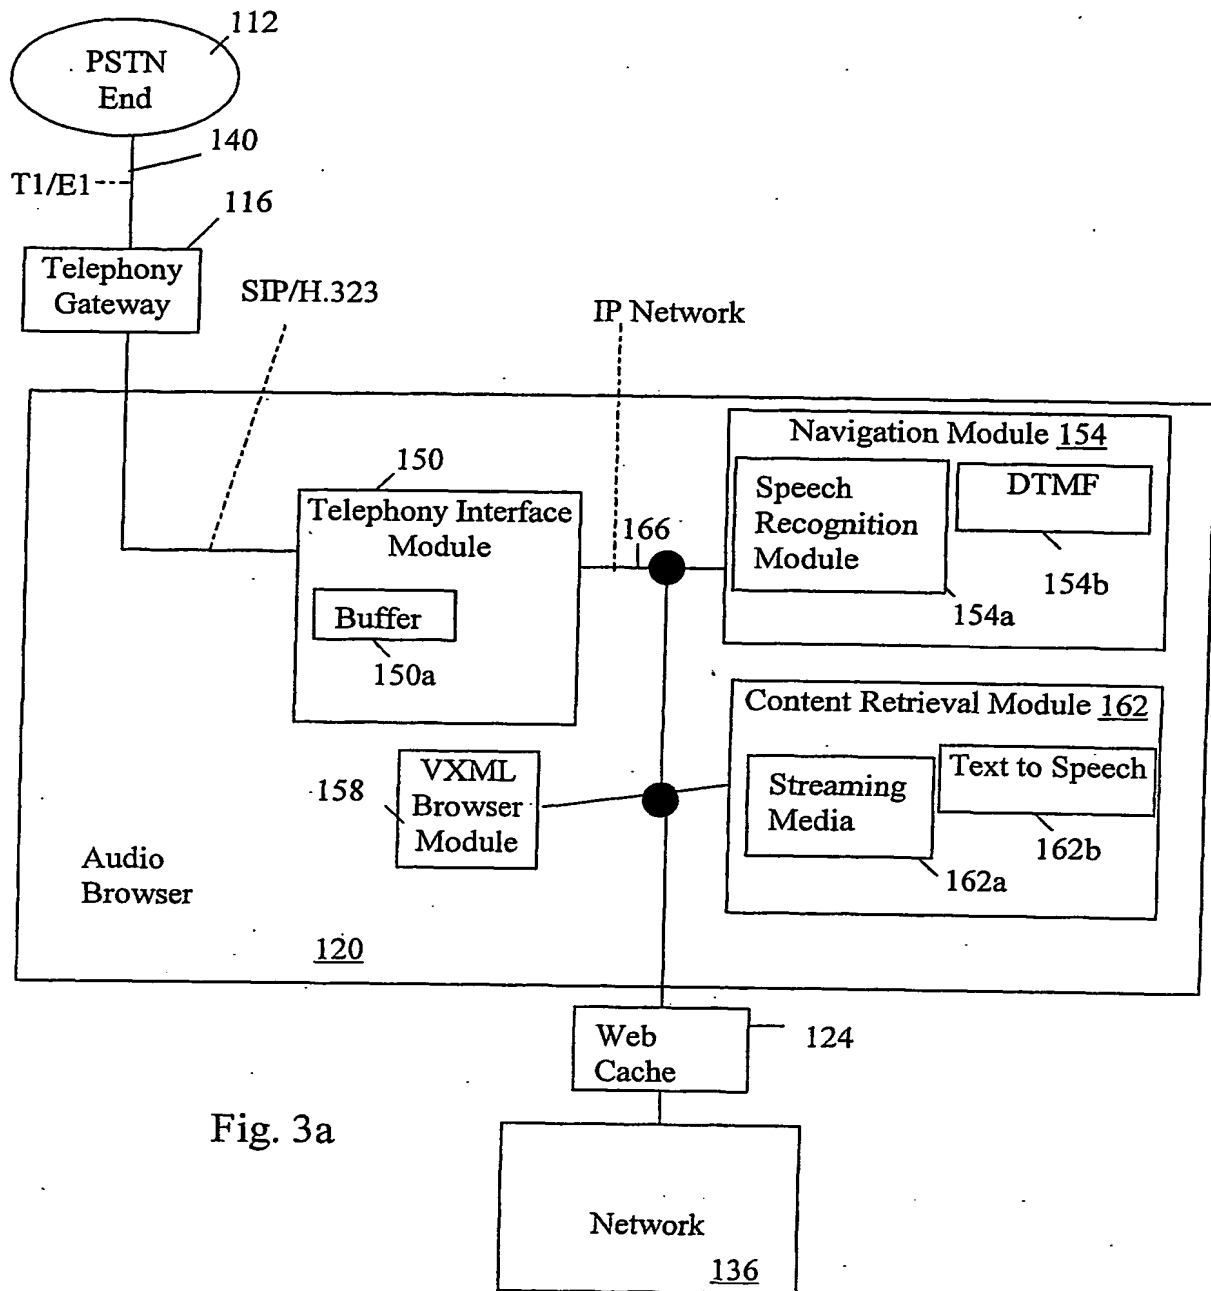 112
PSTN
End
140
T1/E1
116
Telephony
Gateway
SIP/H.323
IP Network
Navigation Module 154
Speech
Recognition
Module
DTMF
154b
154a
150
Telephony Interface
Module
166
Buffer
150a
Content Retrieval Module 162
Streaming
Media
Text to Speech
162b
162a
158
VXML
Browser
Module
Audio
Browser
120
Web
Cache
124
Fig. 3a
Network
136